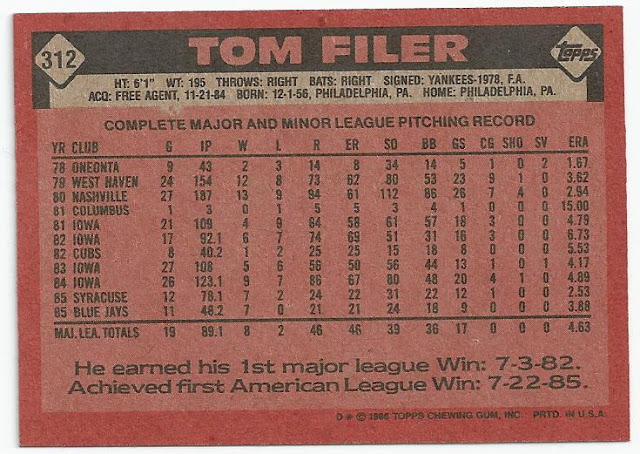 312 TOM FILER topps
HT: 6'1" WT: 195 THROWS: RIGHT BATS: RIGHT SIGNED: YANKEES-1978, F.A.
ACQ: FREE AGENT, 11-21-84 BORN: 12-1-56, PHILADELPHIA, PA. HOME: PHILADELPHIA, PA.
COMPLETE MAJOR AND MINOR LEAGUE PITCHING RECORD
YR CLUB G IP W L R ER SO BB GS CG SHO SV ERA
78 ONEONTA 9 43 2 3 14 8 34 14 5 1 0 2 1.67
79 WEST HAVEN 24 154 12 8 73 62 80 53 23 9 1 0 3.62
80 NASHVILLE 27 187 13 9 94 61 112 86 26 7 4 0 2.94
81 COLUMBUS 1 3 0 1 5 5 3 4 1 0 0 0 15.00
81 IOWA 21 109 4 9 64 58 61 57 18 3 0 0 4.79
82 IOWA 17 92.1 6 7 74 69 51 31 16 3 0 0 6.73
82 CUBS 8 40.2 1 2 25 25 15 18 8 0 0 0 5.53
83 IOWA 27 108 5 6 56 50 56 44 13 1 0 1 4.17
84 IOWA 26 123.1 9 7 86 67 80 48 20 4 1 0 4.89
85 SYRACUSE 12 78.1 7 2 24 22 31 22 12 1 0 0 2.53
85 BLUE JAYS 11 48.2 7 0 21 21 24 18 9 0 0 0 3.88
MAJ. LEA. TOTALS 19 89.1 8 2 46 46 39 36 17 0 0 0 4.63
He earned his 1st major league Win: 7-3-82.
Achieved first American League Win: 7-22-85.
D * © 1986 TOPPS CHEWING GUM, INC. PRTD. IN U.S.A.